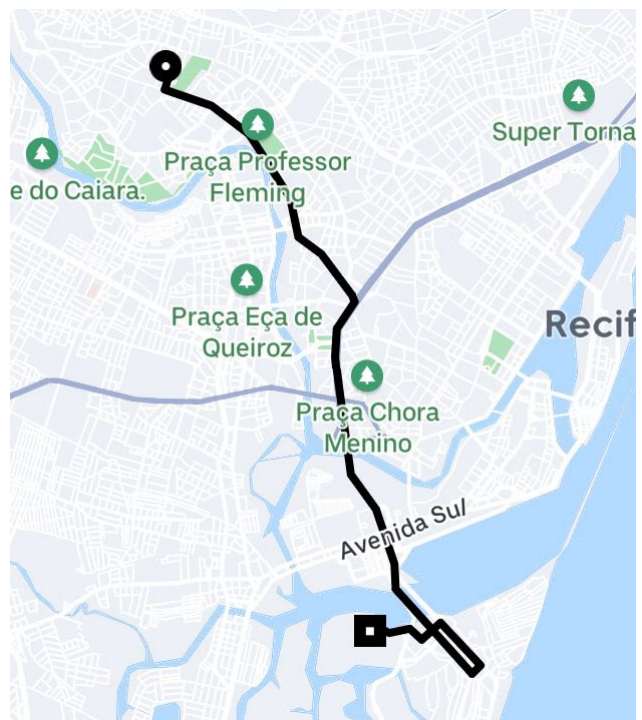 Super Torna
Praça Professor
Fleming
e do Caiara.
Praça Eça de
Queiroz
Recif
Praça Chora
Menino
Avenida Sul